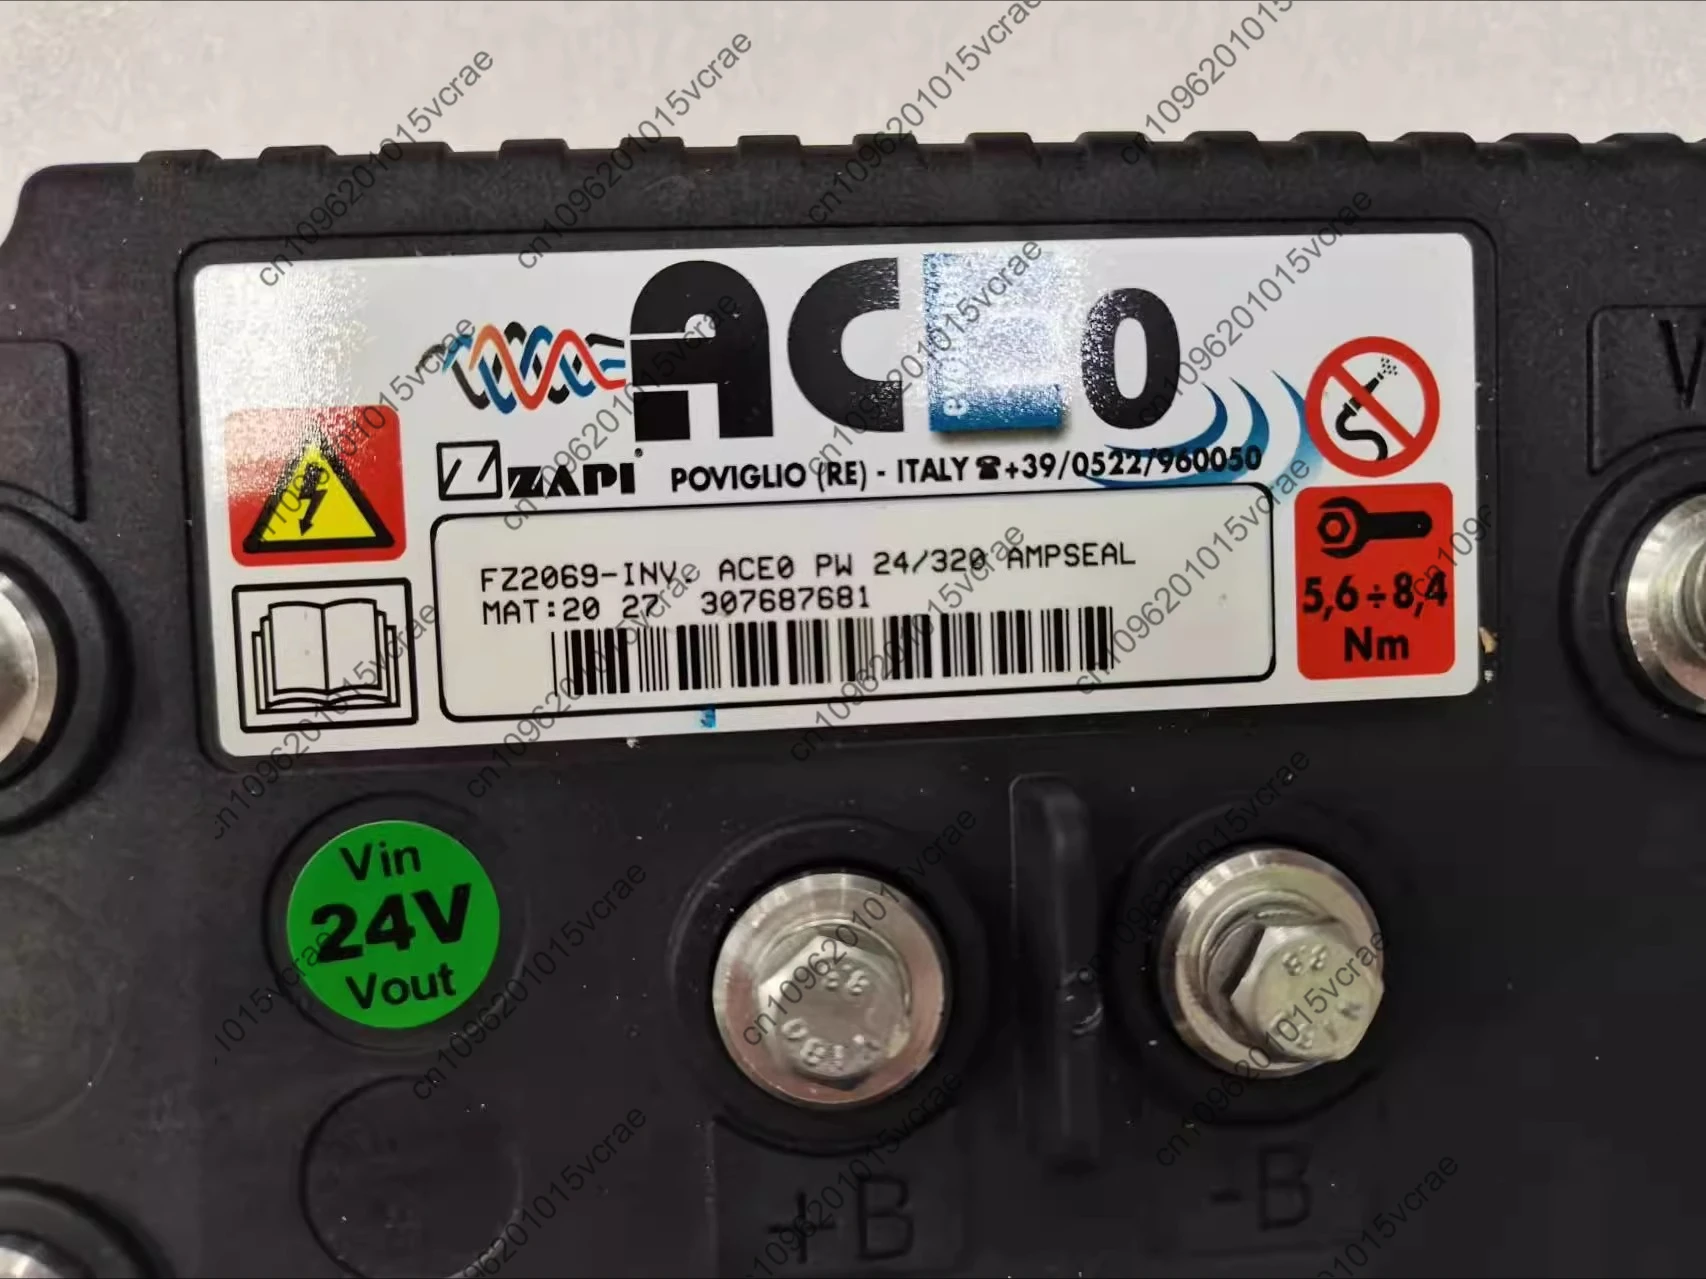 ACE0
ZAPI POVIGLIO (RE) - ITALY ☎+39/0522/960050
FZ2069-INV. ACE0 PW 24/320 AMPSEAL
MAT:20 27 307687681
5,6÷8,4
Nm
Vin
24V
Vout
+B
-B
V
cn1096201015vcrae